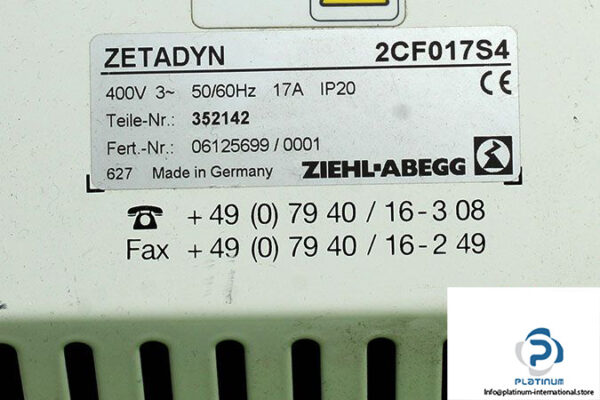 ZETADYN 2CF017S4
400V 3~ 50/60Hz 17A IP20 CE
Teile-Nr.: 352142
Fert.-Nr.: 06125699 / 0001
627 Made in Germany ZIEHL-ABEGG
☎ + 49 (0) 79 40 / 16 - 3 08
Fax + 49 (0) 79 40 / 16 - 2 49
PLATINUM
Info@platinum-international.store